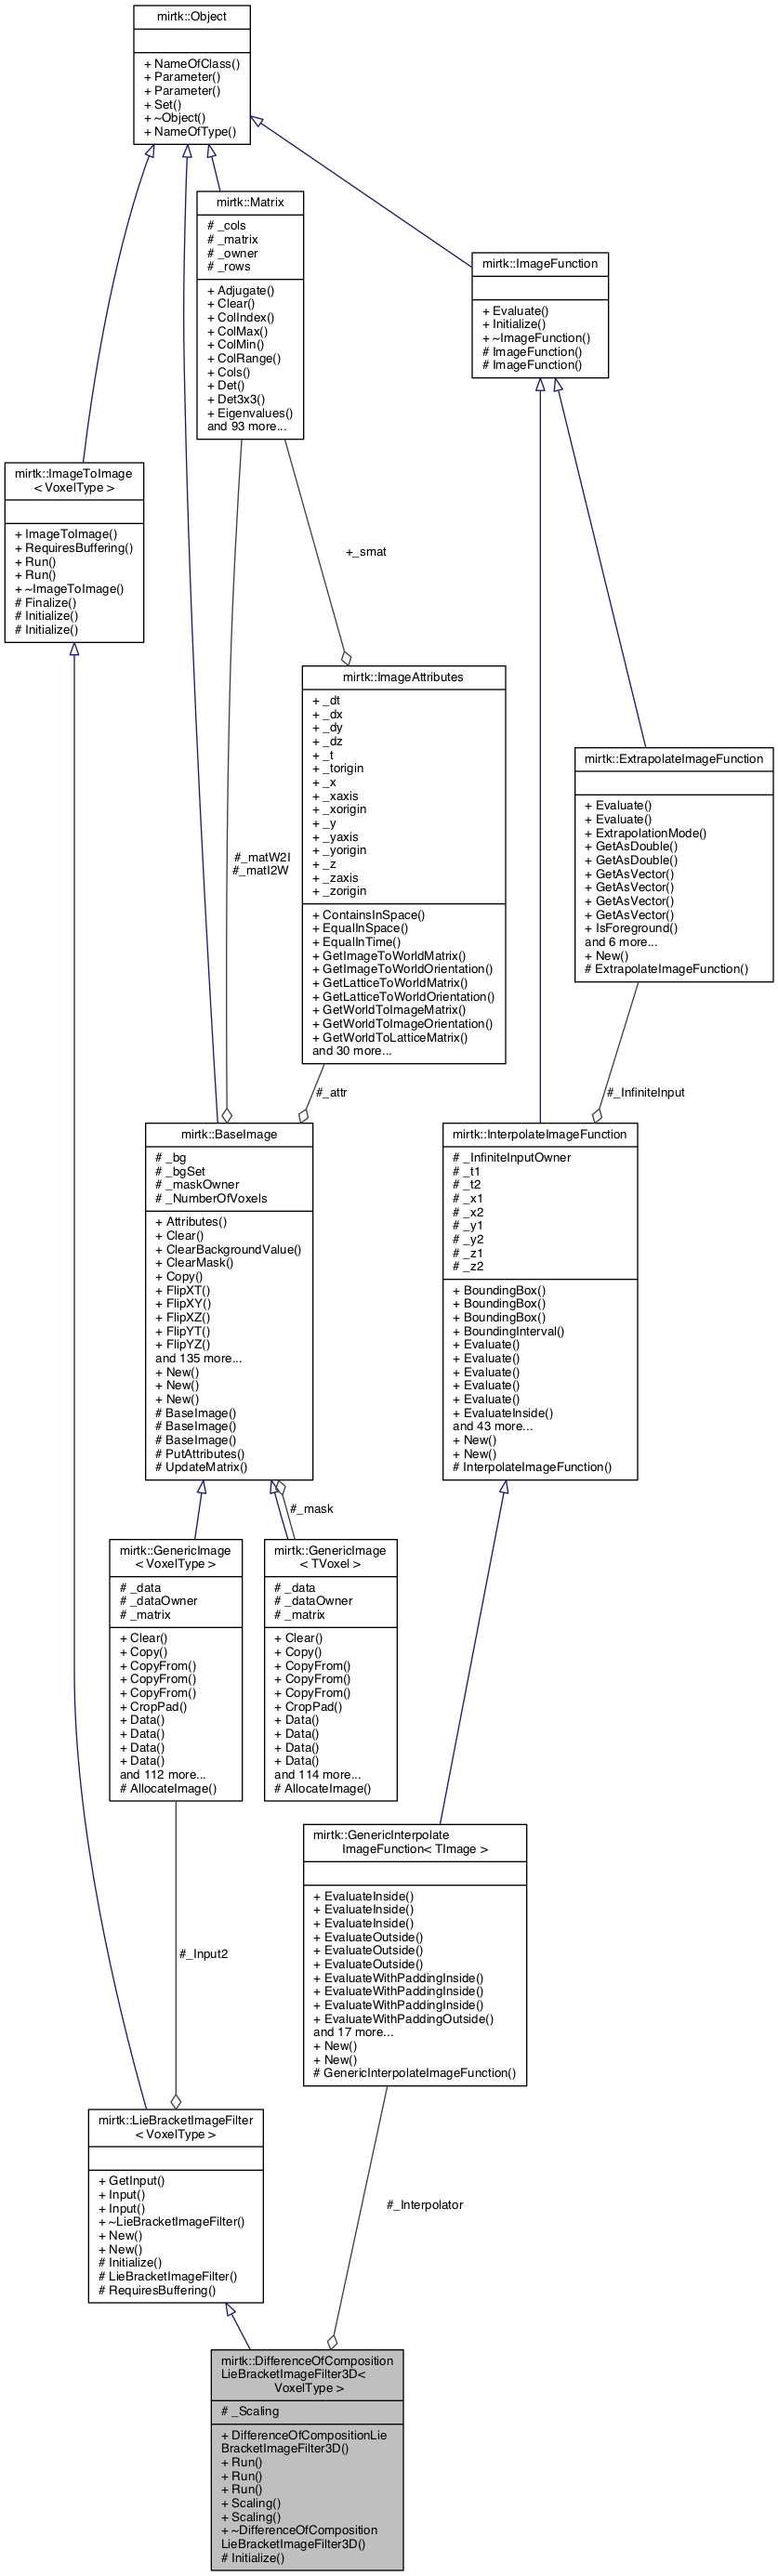 mirtk::Object
+ NameOfClass()
+ Parameter()
+ Parameter()
+ Set()
+ ~Object()
+ NameOfType()
mirtk::Matrix
# _cols
# _matrix
# _owner
# _rows
+ Adjugate()
+ Clear()
+ ColIndex()
+ ColMax()
+ ColMin()
+ ColRange()
+ Cols()
+ Det()
+ Det3x3()
+ Eigenvalues()
and 93 more...
mirtk::ImageFunction
+ Evaluate()
+ Initialize()
+ ~ImageFunction()
# ImageFunction()
# ImageFunction()
mirtk::ImageToImage
< VoxelType >
+ ImageToImage()
+ RequiresBuffering()
+ Run()
+ Run()
+ ~ImageToImage()
# Finalize()
# Initialize()
# Initialize()
+_smat
mirtk::ImageAttributes
+ _dt
+ _dx
+ _dy
+ _dz
+ _t
+ _torigin
+ _x
+ _xaxis
+ _xorigin
+ _y
+ _yaxis
+ _yorigin
+ _z
+ _zaxis
+ _zorigin
+ ContainsInSpace()
+ EqualInSpace()
+ EqualInTime()
+ GetImageToWorldMatrix()
+ GetImageToWorldOrientation()
+ GetLatticeToWorldMatrix()
+ GetLatticeToWorldOrientation()
+ GetWorldToImageMatrix()
+ GetWorldToImageOrientation()
+ GetWorldToLatticeMatrix()
and 30 more...
mirtk::ExtrapolateImageFunction
+ Evaluate()
+ Evaluate()
+ ExtrapolationMode()
+ GetAsDouble()
+ GetAsDouble()
+ GetAsVector()
+ GetAsVector()
+ GetAsVector()
+ GetAsVector()
+ IsForeground()
and 6 more...
+ New()
# ExtrapolateImageFunction()
#_matW2I
#_matI2W
#_attr
#_InfiniteInput
mirtk::BaseImage
# _bg
# _bgSet
# _maskOwner
# _NumberOfVoxels
+ Attributes()
+ Clear()
+ ClearBackgroundValue()
+ ClearMask()
+ Copy()
+ FlipXT()
+ FlipXY()
+ FlipXZ()
+ FlipYT()
+ FlipYZ()
and 135 more...
+ New()
+ New()
+ New()
# BaseImage()
# BaseImage()
# BaseImage()
# PutAttributes()
# UpdateMatrix()
mirtk::InterpolateImageFunction
# _InfiniteInputOwner
# _t1
# _t2
# _x1
# _x2
# _y1
# _y2
# _z1
# _z2
+ BoundingBox()
+ BoundingBox()
+ BoundingBox()
+ BoundingInterval()
+ Evaluate()
+ Evaluate()
+ Evaluate()
+ Evaluate()
+ Evaluate()
+ EvaluateInside()
and 43 more...
+ New()
+ New()
# InterpolateImageFunction()
#_mask
mirtk::GenericImage
< VoxelType >
# _data
# _dataOwner
# _matrix
+ Clear()
+ Copy()
+ CopyFrom()
+ CopyFrom()
+ CopyFrom()
+ CropPad()
+ Data()
+ Data()
+ Data()
+ Data()
and 112 more...
# AllocateImage()
mirtk::GenericImage
< TVoxel >
# _data
# _dataOwner
# _matrix
+ Clear()
+ Copy()
+ CopyFrom()
+ CopyFrom()
+ CopyFrom()
+ CropPad()
+ Data()
+ Data()
+ Data()
+ Data()
and 114 more...
# AllocateImage()
mirtk::GenericInterpolate
ImageFunction< TImage >
+ EvaluateInside()
+ EvaluateInside()
+ EvaluateInside()
+ EvaluateOutside()
+ EvaluateOutside()
+ EvaluateOutside()
+ EvaluateWithPaddingInside()
+ EvaluateWithPaddingInside()
+ EvaluateWithPaddingInside()
+ EvaluateWithPaddingOutside()
and 17 more...
+ New()
+ New()
# GenericInterpolateImageFunction()
#_Input2
mirtk::LieBracketImageFilter
< VoxelType >
+ GetInput()
+ Input()
+ Input()
+ ~LieBracketImageFilter()
+ New()
+ New()
# Initialize()
# LieBracketImageFilter()
# RequiresBuffering()
#_Interpolator
mirtk::DifferenceOfComposition
LieBracketImageFilter3D<
VoxelType >
# _Scaling
+ DifferenceOfCompositionLie
BracketImageFilter3D()
+ Run()
+ Run()
+ Run()
+ Scaling()
+ Scaling()
+ ~DifferenceOfComposition
LieBracketImageFilter3D()
# Initialize()